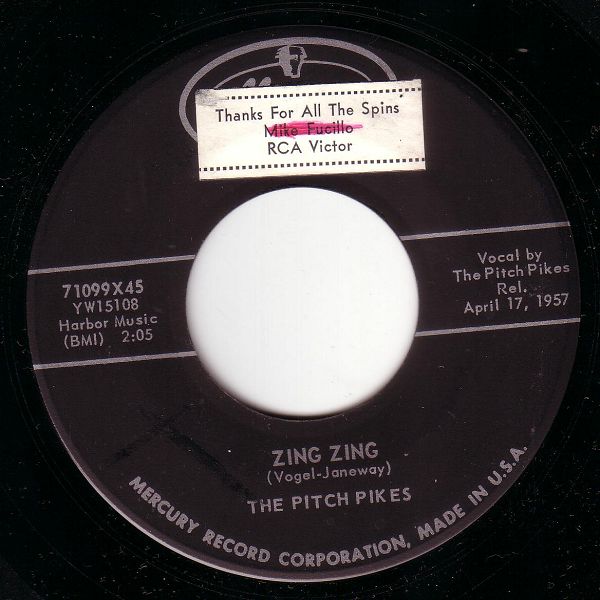 Thanks For All The Spins
Mike Fucillo
RCA Victor
71099X45
YW15108
Harbor Music
(BMI) 2:05
Vocal by
The Pitch Pikes
Rel.
April 17, 1957
ZING ZING
(Vogel-Janeway)
THE PITCH PIKES
MERCURY RECORD CORPORATION, MADE IN U.S.A.